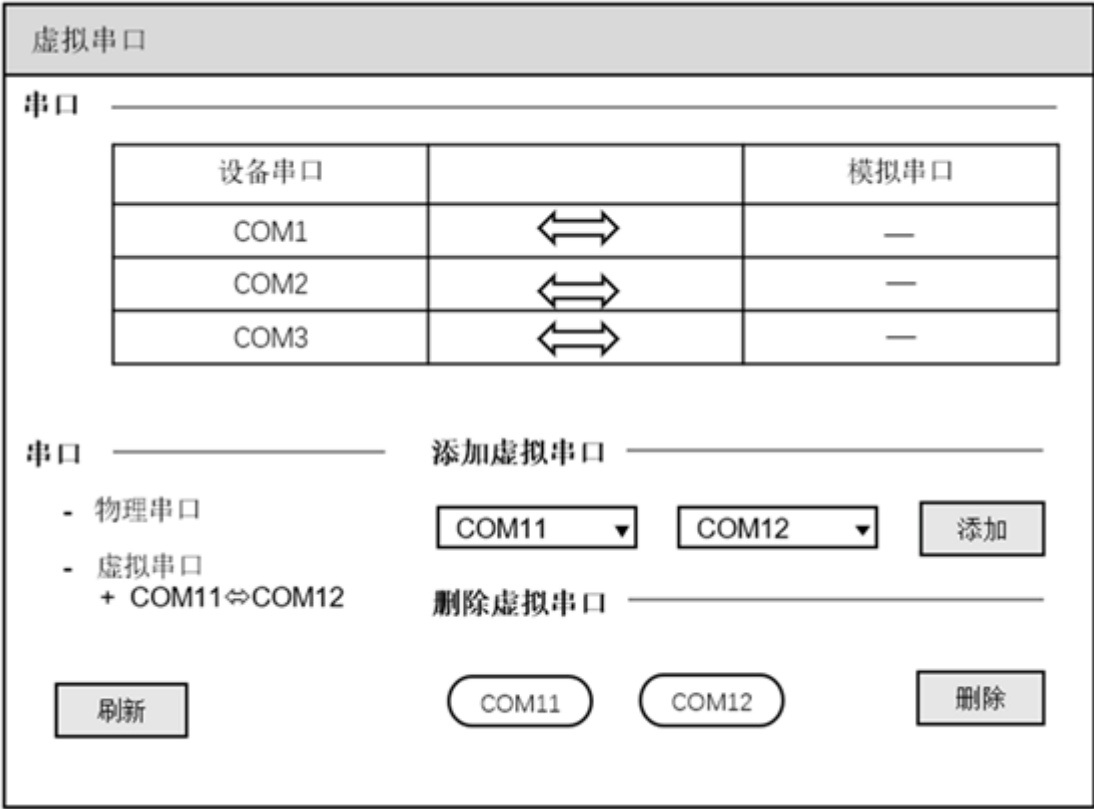 虚拟串口
串口
设备串口 模拟串口
COM1 —
COM2 —
COM3 —
串口
- 物理串口
- 虚拟串口
+ COM11⇔COM12
刷新
添加虚拟串口
COM11 COM12 添加
删除虚拟串口
COM11 COM12 删除